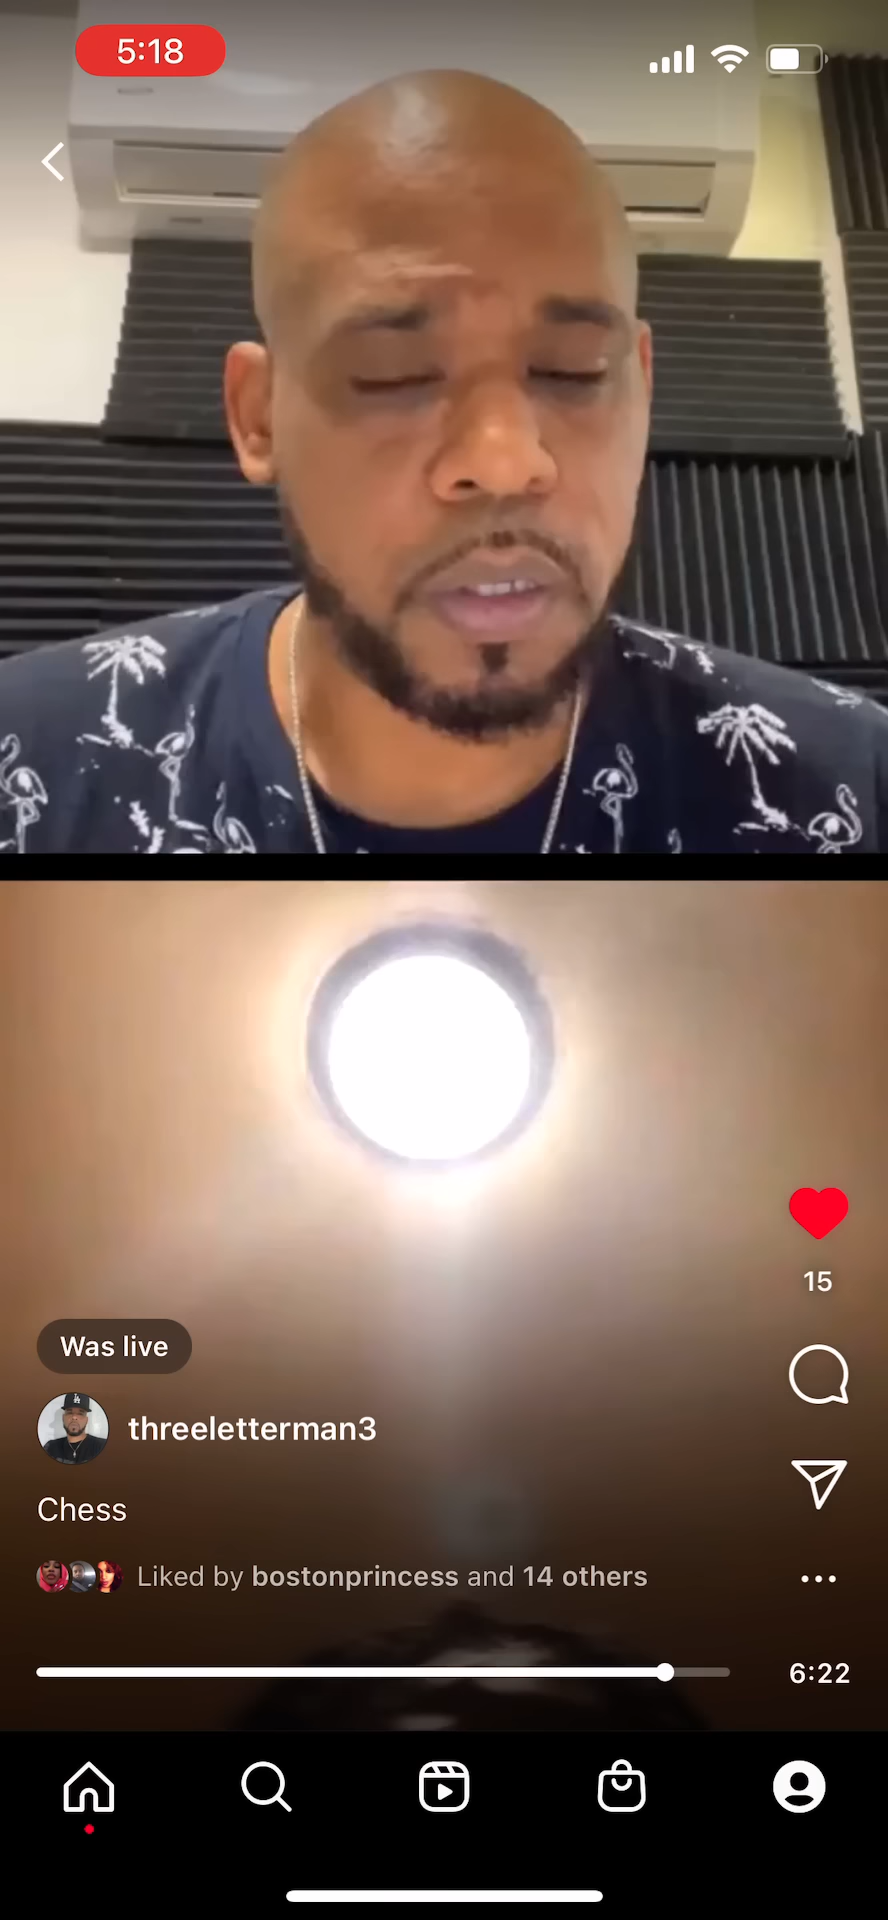 5:18
15
Was live
threeletterman3
Chess
Liked by bostonprincess and 14 others
6:22